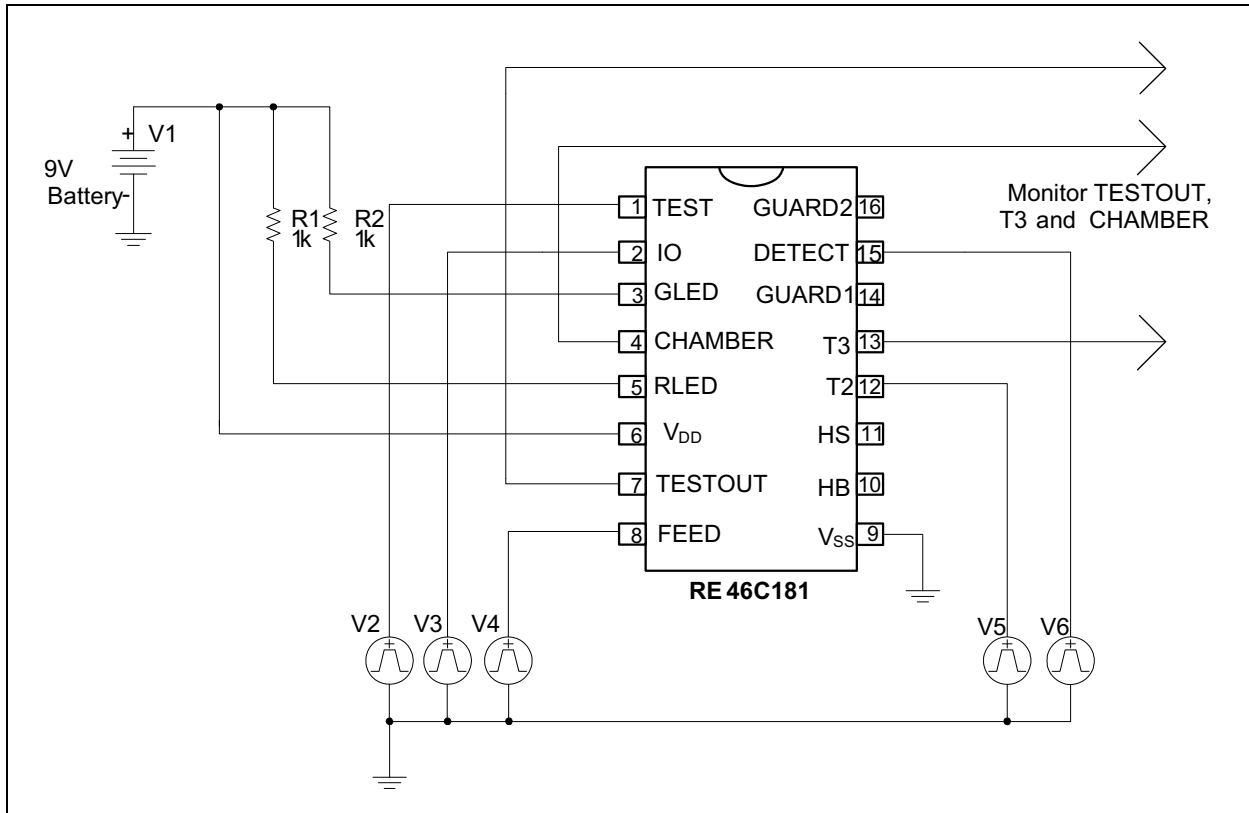 + V1
9V
Battery-
R1
1k
R2
1k
Monitor TESTOUT,
T3 and CHAMBER
1 TEST
2 IO
3 GLED
4 CHAMBER
5 RLED
6 VDD
7 TESTOUT
8 FEED
GUARD2 16
DETECT 15
GUARD1 14
T3 13
T2 12
HS 11
HB 10
VSS 9
RE46C181
V2
+
V3
+
V4
+
V5
+
V6
+